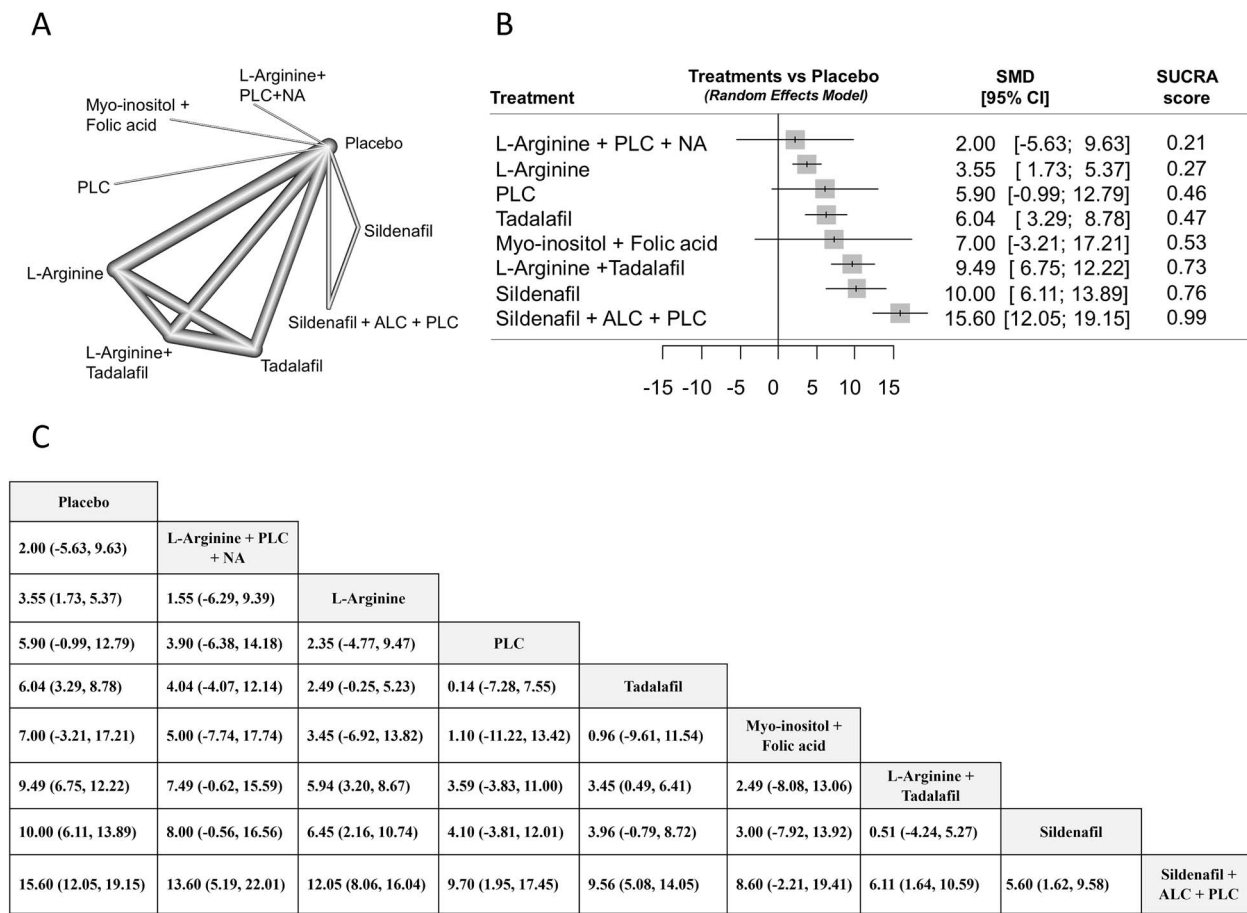 A
L-Arginine+
PLC+NA
Myo-inositol +
Folic acid
Placebo
PLC
Sildenafil
L-Arginine
Sildenafil + ALC + PLC
L-Arginine+
Tadalafil
Tadalafil
B
Treatments vs Placebo SMD SUCRA
Treatment (Random Effects Model) [95% CI] score
L-Arginine + PLC + NA 2.00 [-5.63; 9.63] 0.21
L-Arginine 3.55 [ 1.73; 5.37] 0.27
PLC 5.90 [-0.99; 12.79] 0.46
Tadalafil 6.04 [ 3.29; 8.78] 0.47
Myo-inositol + Folic acid 7.00 [-3.21; 17.21] 0.53
L-Arginine +Tadalafil 9.49 [ 6.75; 12.22] 0.73
Sildenafil 10.00 [ 6.11; 13.89] 0.76
Sildenafil + ALC + PLC 15.60 [12.05; 19.15] 0.99
-15 -10 -5 0 5 10 15
C
Placebo
2.00 (-5.63, 9.63) L-Arginine + PLC
+ NA
3.55 (1.73, 5.37) 1.55 (-6.29, 9.39) L-Arginine
5.90 (-0.99, 12.79) 3.90 (-6.38, 14.18) 2.35 (-4.77, 9.47) PLC
6.04 (3.29, 8.78) 4.04 (-4.07, 12.14) 2.49 (-0.25, 5.23) 0.14 (-7.28, 7.55) Tadalafil
7.00 (-3.21, 17.21) 5.00 (-7.74, 17.74) 3.45 (-6.92, 13.82) 1.10 (-11.22, 13.42) 0.96 (-9.61, 11.54) Myo-inositol +
Folic acid
9.49 (6.75, 12.22) 7.49 (-0.62, 15.59) 5.94 (3.20, 8.67) 3.59 (-3.83, 11.00) 3.45 (0.49, 6.41) 2.49 (-8.08, 13.06) L-Arginine +
Tadalafil
10.00 (6.11, 13.89) 8.00 (-0.56, 16.56) 6.45 (2.16, 10.74) 4.10 (-3.81, 12.01) 3.96 (-0.79, 8.72) 3.00 (-7.92, 13.92) 0.51 (-4.24, 5.27) Sildenafil
15.60 (12.05, 19.15) 13.60 (5.19, 22.01) 12.05 (8.06, 16.04) 9.70 (1.95, 17.45) 9.56 (5.08, 14.05) 8.60 (-2.21, 19.41) 6.11 (1.64, 10.59) 5.60 (1.62, 9.58) Sildenafil +
ALC + PLC